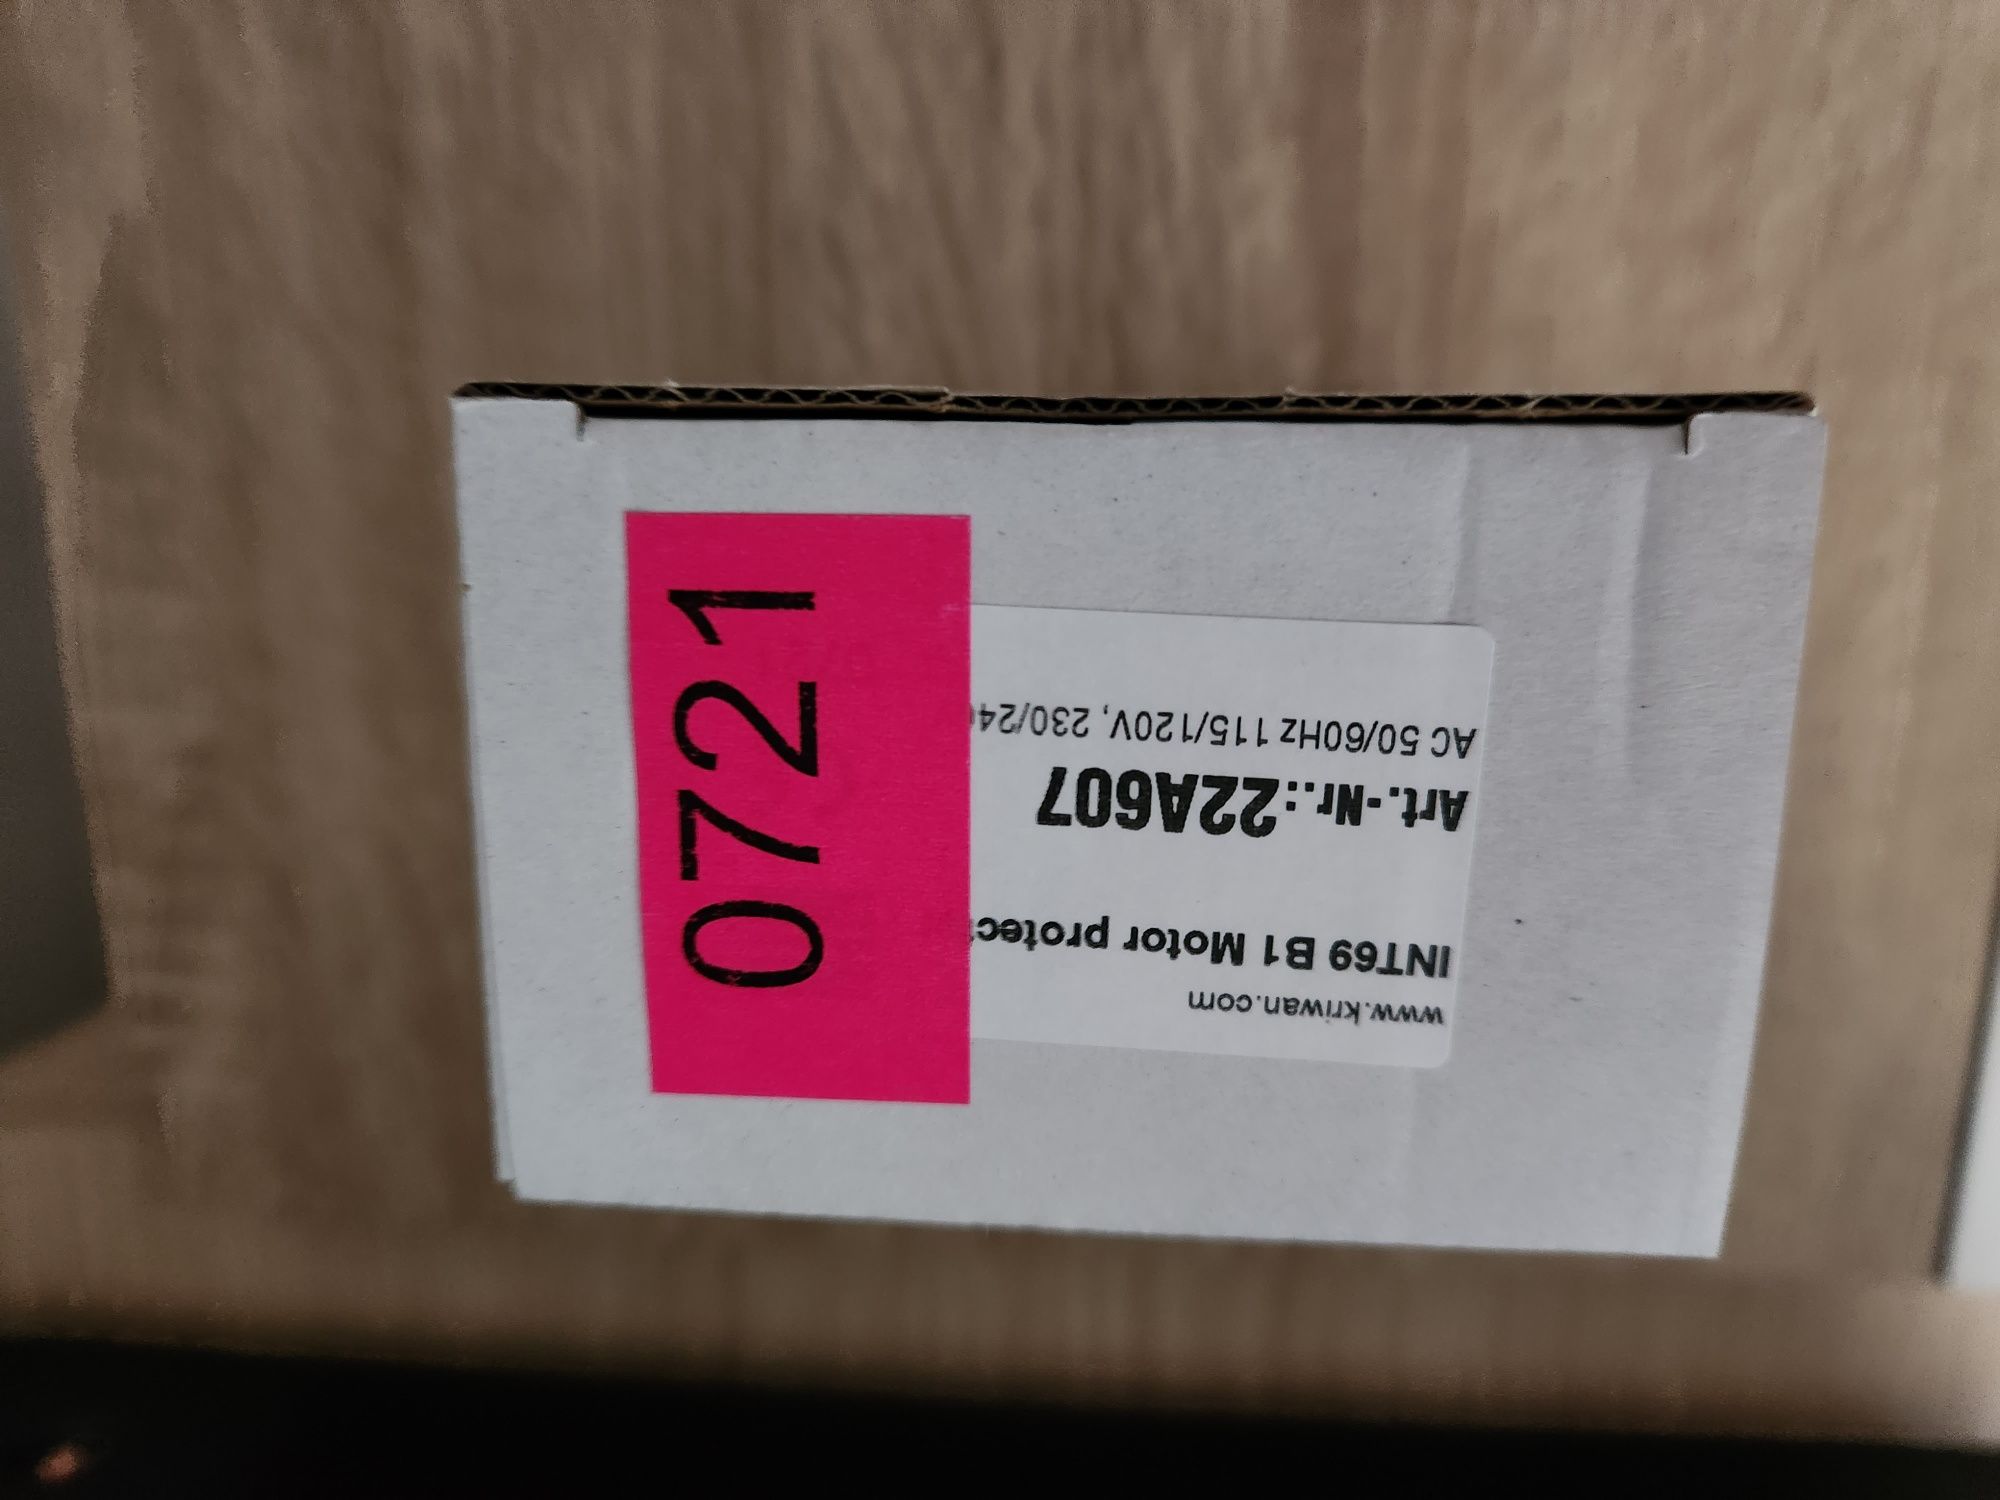 www.kriwan.com
INT69 B1 Motor protec
Art.-Nr.:22A607
AC 50/60Hz 115/120V, 230/24
0721